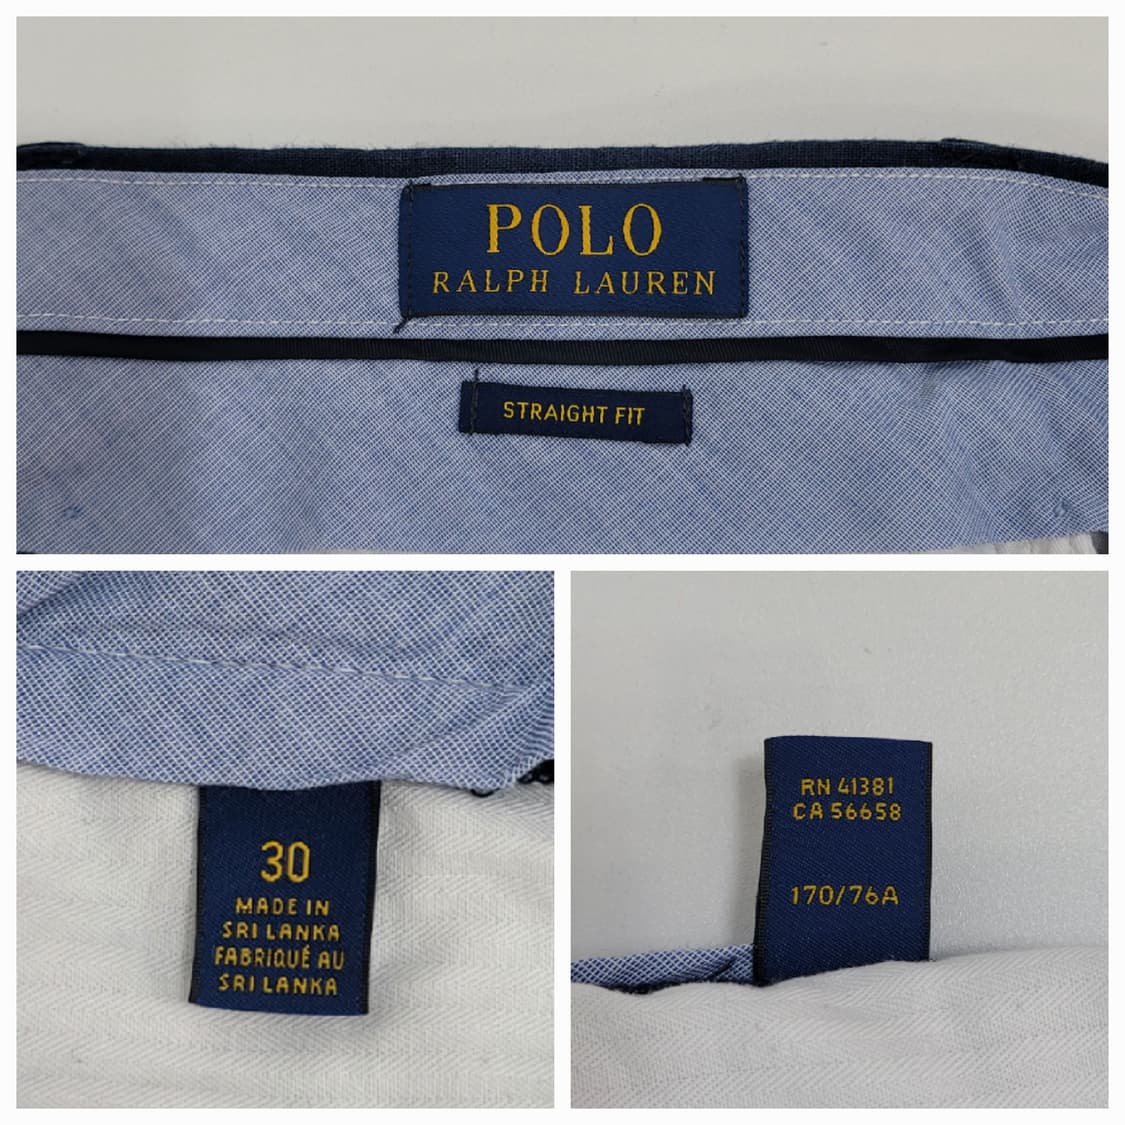 POLO
RALPH LAUREN
STRAIGHT FIT
30
MADE IN
SRI LANKA
FABRIQUÉ AU
SRI LANKA
RN 41381
CA 56658
170/76A